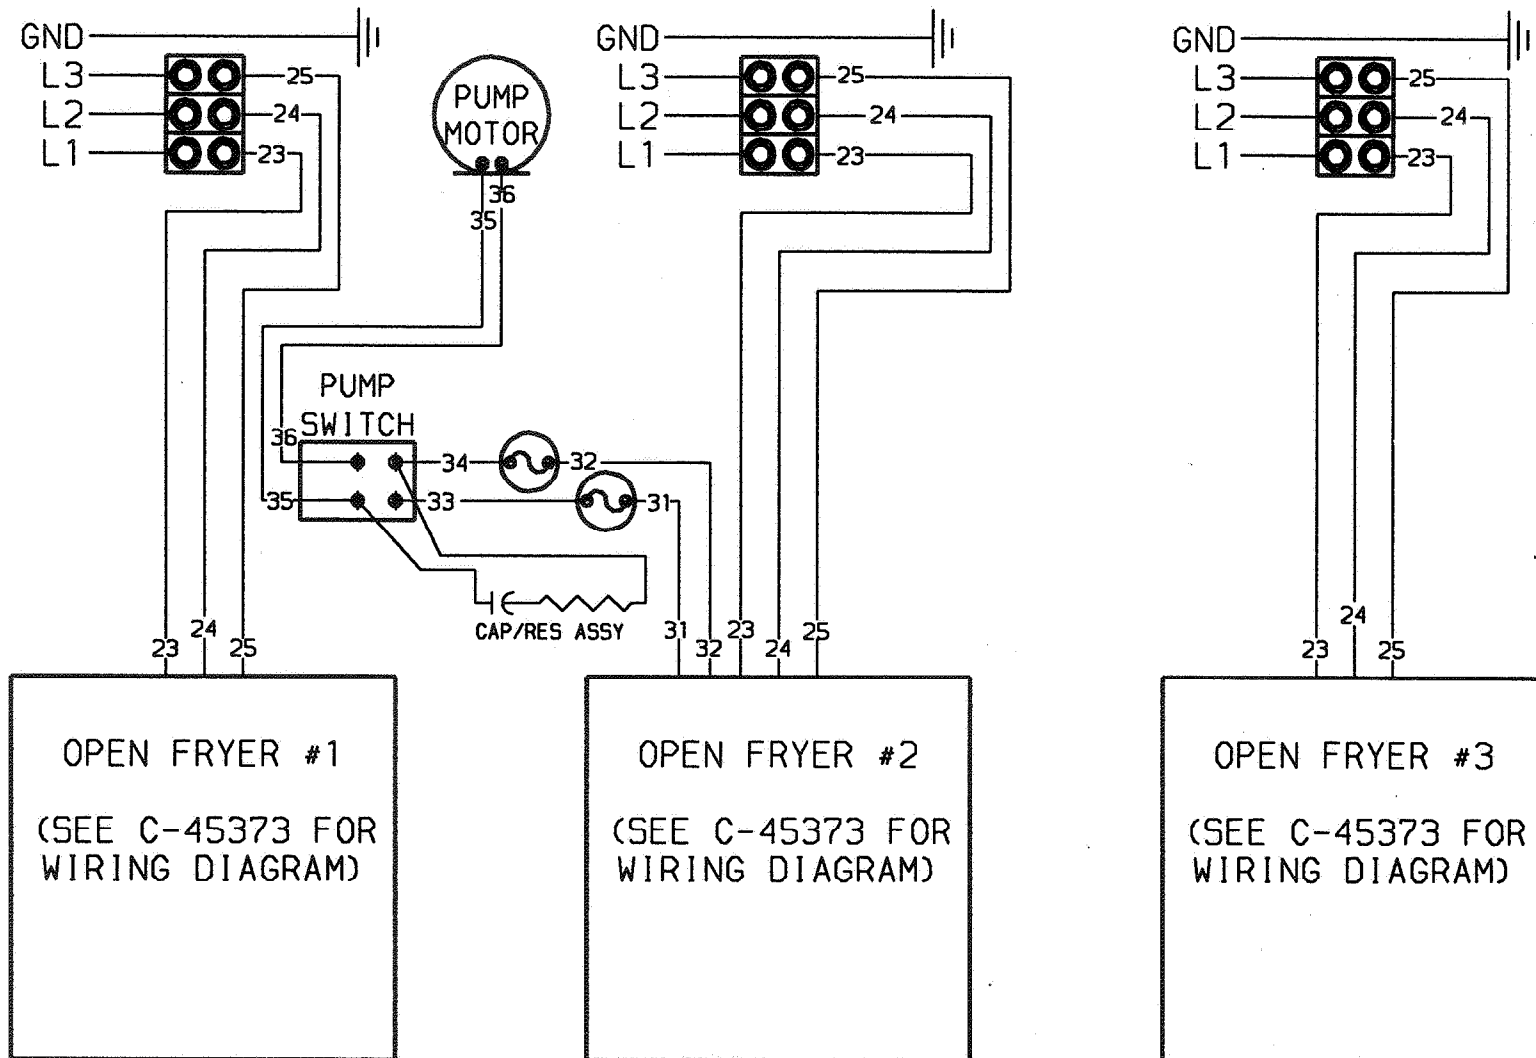 GND
L3
L2
L1
25
24
23
PUMP
MOTOR
36
35
GND
L3
L2
L1
25
24
23
GND
L3
L2
L1
25
24
23
PUMP
SWITCH
36
34
32
35
33
31
CAP/RES ASSY
23
24
25
31
32
23
24
25
23
24
25
OPEN FRYER #1
(SEE C-45373 FOR
WIRING DIAGRAM)
OPEN FRYER #2
(SEE C-45373 FOR
WIRING DIAGRAM)
OPEN FRYER #3
(SEE C-45373 FOR
WIRING DIAGRAM)